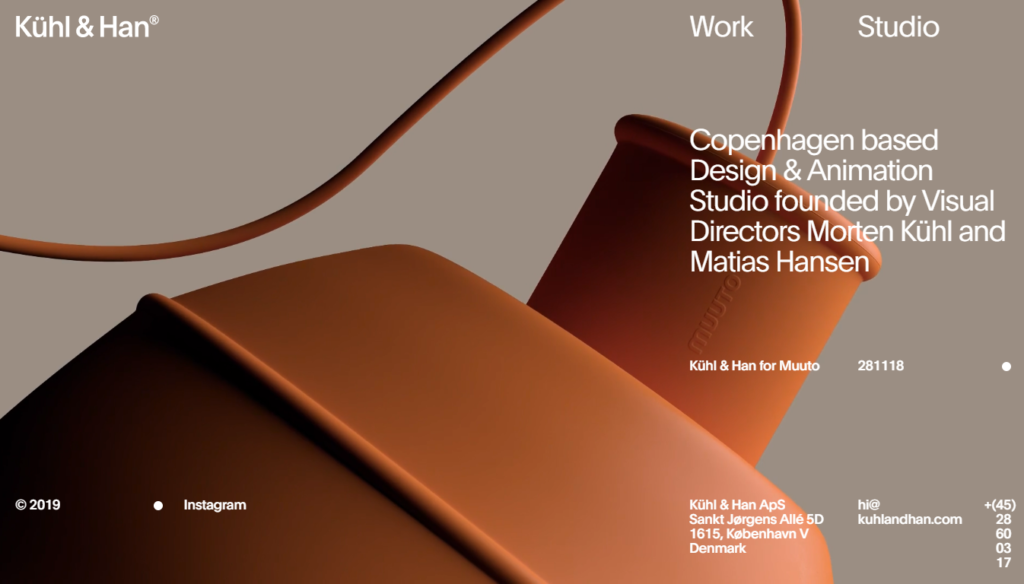 Kühl & Han®
Work
Studio
Copenhagen based
Design & Animation
Studio founded by Visual
Directors Morten Kühl and
Matias Hansen
MUUTO
Kühl & Han for Muuto
281118
© 2019
Instagram
Kühl & Han ApS
Sankt Jørgens Allé 5D
1615, København V
Denmark
hi@
kuhlandhan.com
+(45)
28
60
03
17